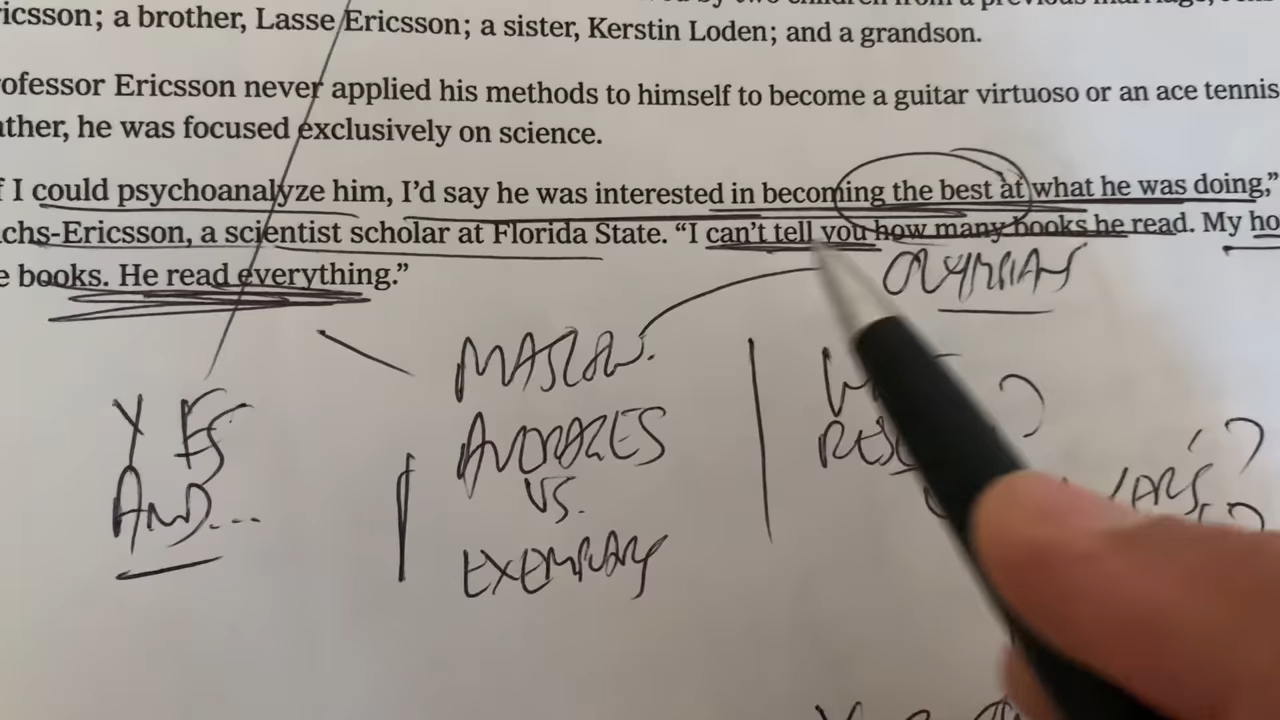 icsson; a brother, Lasse Ericsson; a sister, Kerstin Loden; and a grandson.
ofessor Ericsson never applied his methods to himself to become a guitar virtuoso or an ace tennis
ather, he was focused exclusively on science.
f I could psychoanalyze him, I’d say he was interested in becoming the best at what he was doing,”
chs-Ericsson, a scientist scholar at Florida State. “I can’t tell you how many books he read. My ho
e books. He read everything.”
OLYMPIAN
MASLOW.
YES
AND...
AVERAGES
VS.
EXEMPLARY